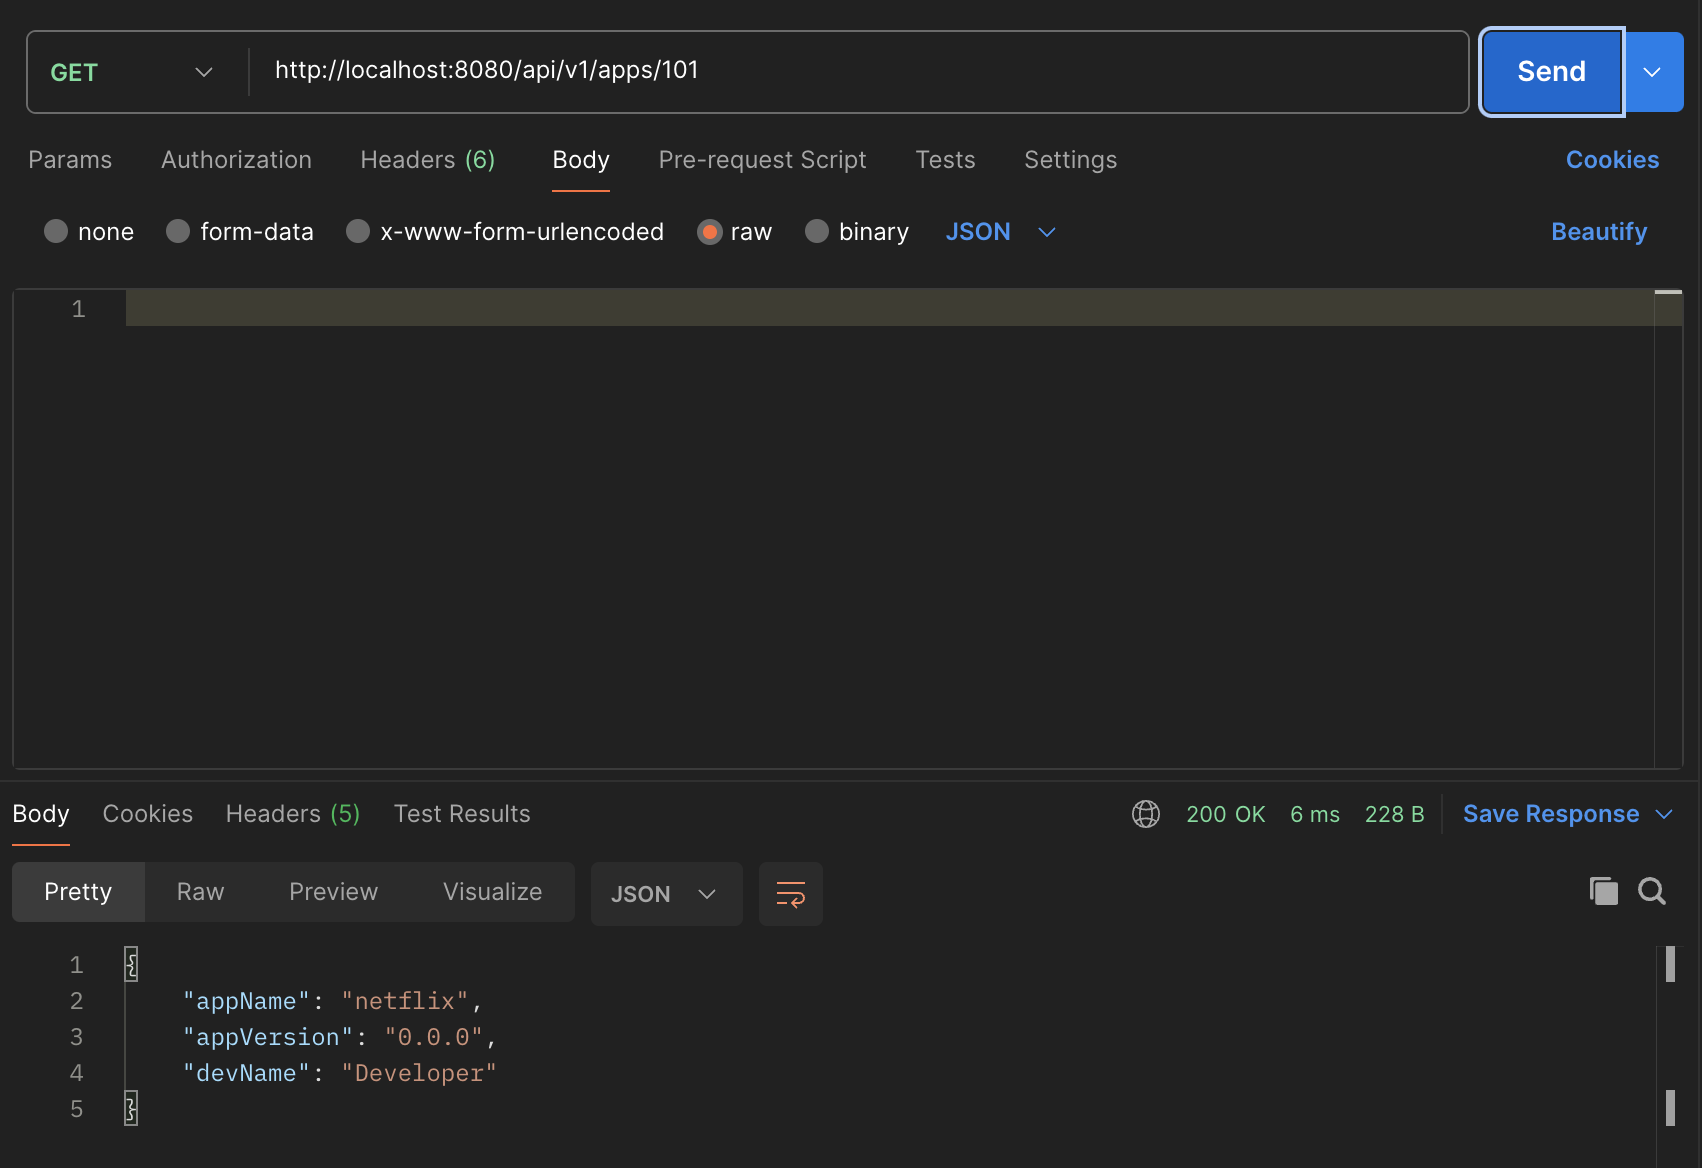 GET http://localhost:8080/api/v1/apps/101 Send
Params Authorization Headers (6) Body Pre-request Script Tests Settings Cookies
none form-data x-www-form-urlencoded raw binary JSON Beautify
1
Body Cookies Headers (5) Test Results 200 OK 6 ms 228 B Save Response
Pretty Raw Preview Visualize JSON
1 {
2 "appName": "netflix",
3 "appVersion": "0.0.0",
4 "devName": "Developer"
5 }